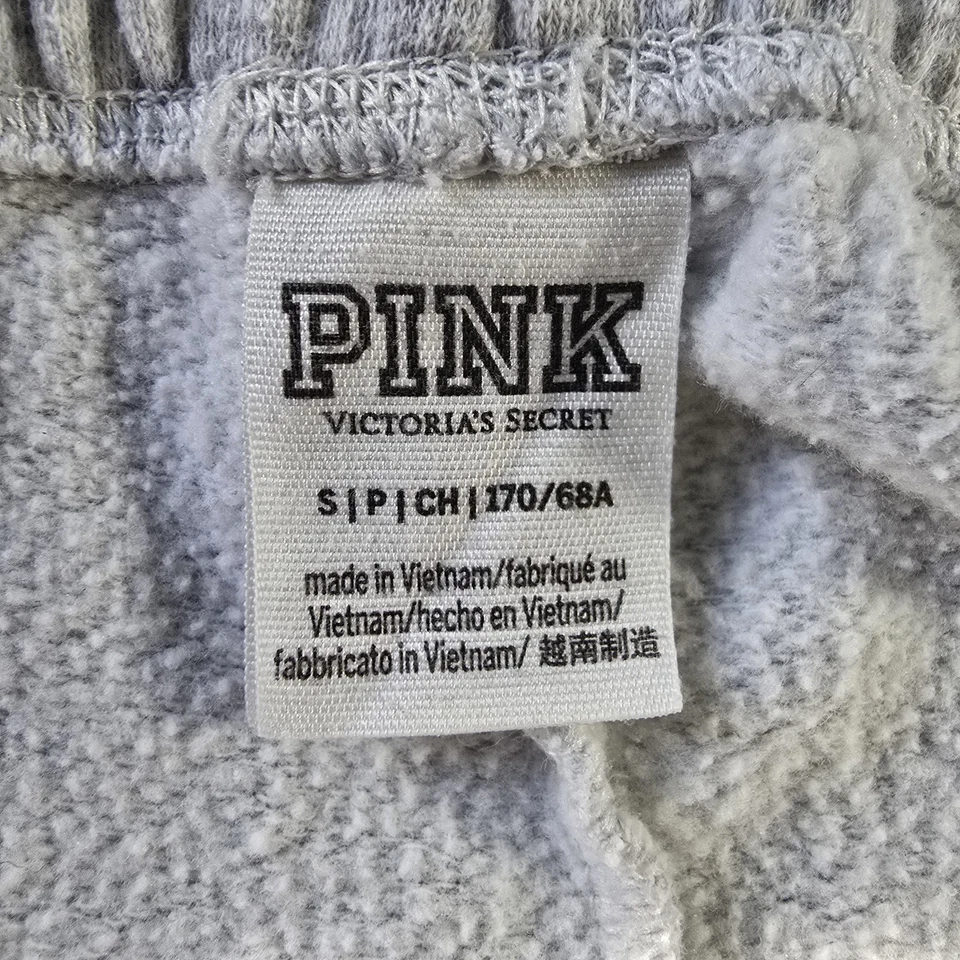 PINK
VICTORIA'S SECRET
S | P | CH | 170/68A
made in Vietnam/fabriqué au
Vietnam/hecho en Vietnam/
fabbricato in Vietnam/ 越南制造